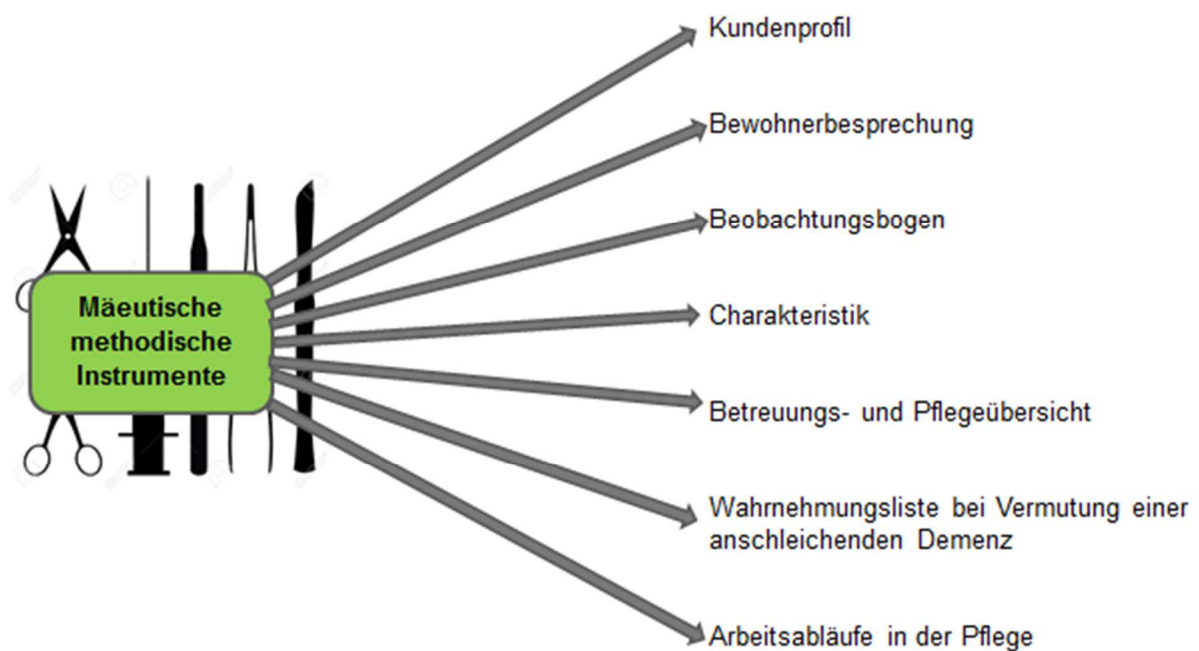 Kundenprofil
Bewohnerbesprechung
Beobachtungsbogen
Mäeutische
methodische
Instrumente
Charakteristik
Betreuungs- und Pflegeübersicht
Wahrnehmungsliste bei Vermutung einer
anschleichenden Demenz
Arbeitsabläufe in der Pflege